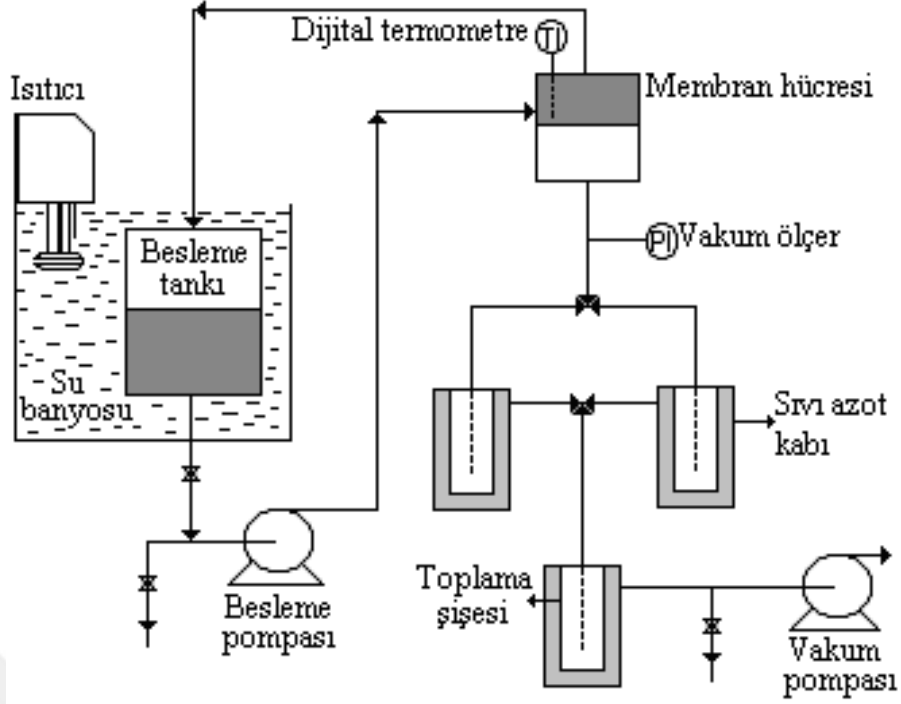 Dijital termometre TI
Isıtıcı
Membran hücresi
PI Vakum ölçer
Besleme
tankı
Su
banyosu
Sıvı azot
kabı
Toplama
şişesi
Besleme
pompası
Vakum
pompası